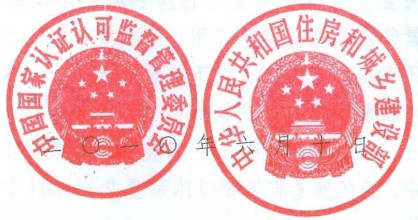 中国国家认证认可监督管理委员会
中华人民共和国住房和城乡建设部
二〇一〇年六月十日